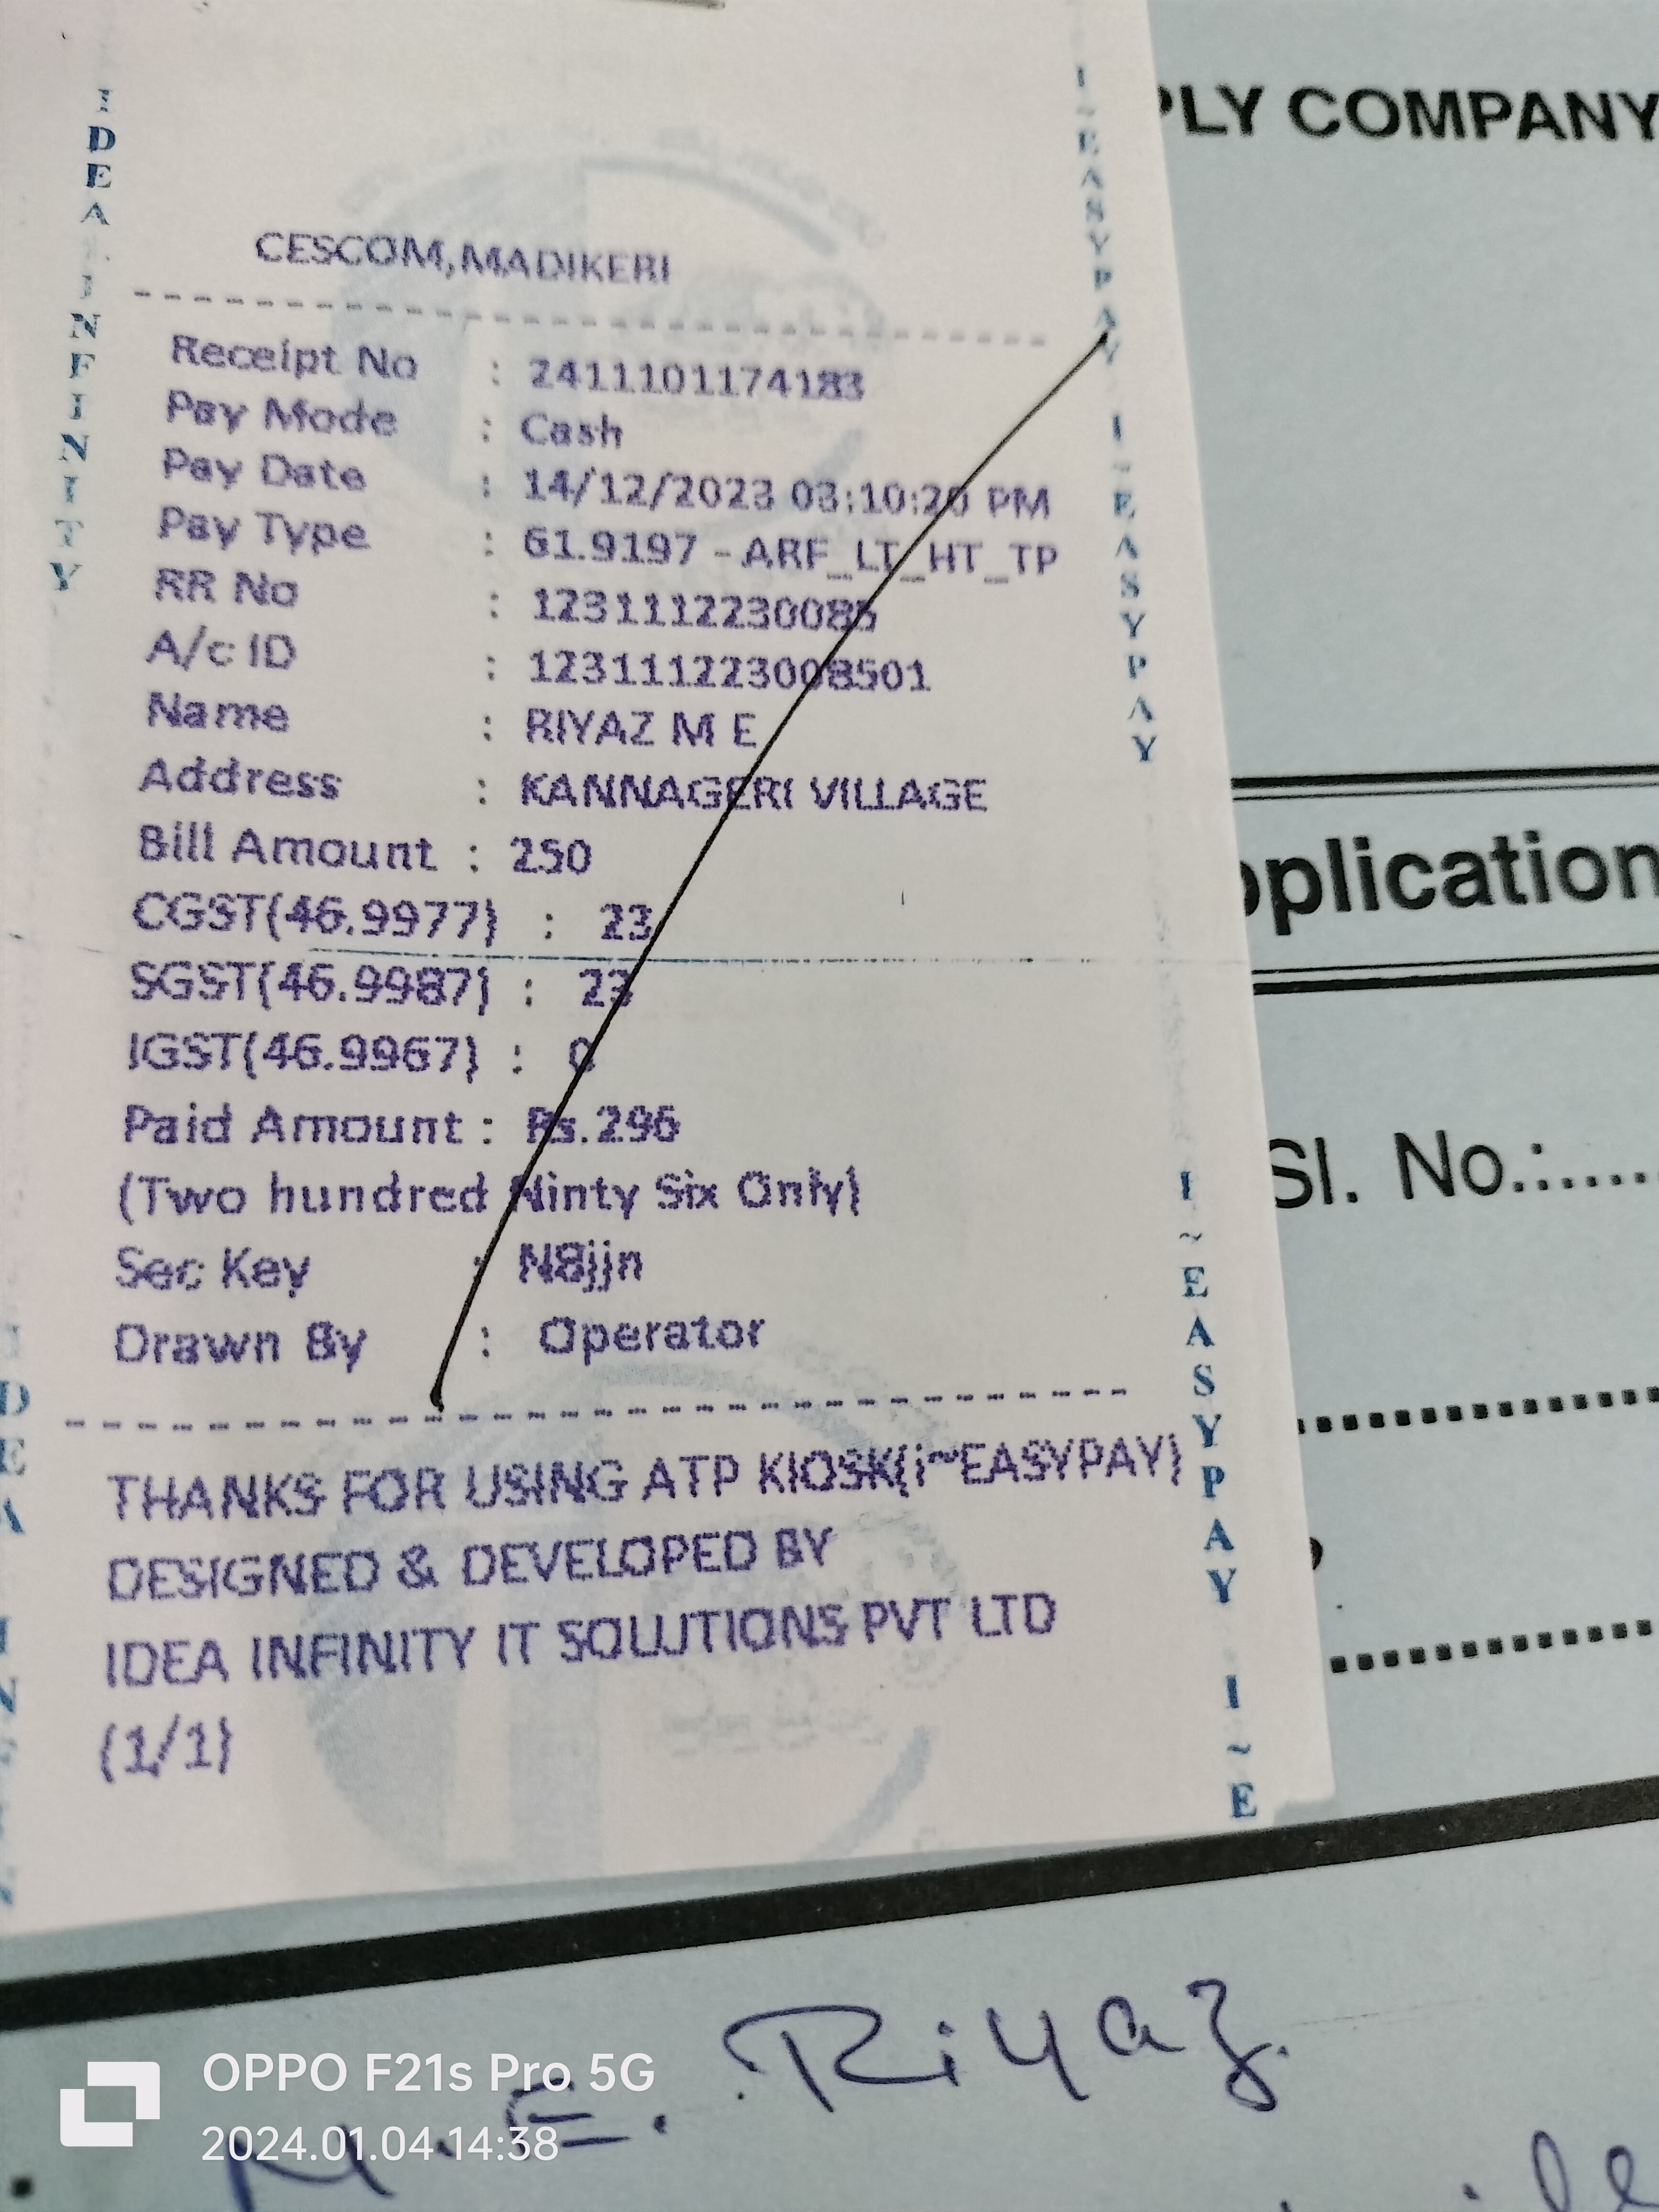 PLY COMPANY
IDEA INFINITY
I~EASYPAY I~EASYPAY
CESCOM,MADIKERI
Receipt No : 2411101174183
Pay Mode : Cash
Pay Date : 14/12/2023 03:10:20 PM
Pay Type : 61.9197 - ARF_LT_HT_TP
RR No : 1231112230085
A/c ID : 123111223008501
Name : RIYAZ M E
Address : KANNAGERI VILLAGE
Bill Amount : 250
CGST(46.9977) : 23
SGST(46.9987) : 23
IGST(46.9967) : 0
Paid Amount : Rs.296
(Two hundred Ninty Six Only)
Sec Key : N8jjn
Drawn By : Operator
THANKS FOR USING ATP KIOSK(i~EASYPAY)
DESIGNED & DEVELOPED BY
IDEA INFINITY IT SOLUTIONS PVT LTD
(1/1)
I~EASYPAY I~E
IDEA IN
pplication
Sl. No.:.....
M.E. Riyaz
OPPO F21s Pro 5G
2024.01.04 14:38